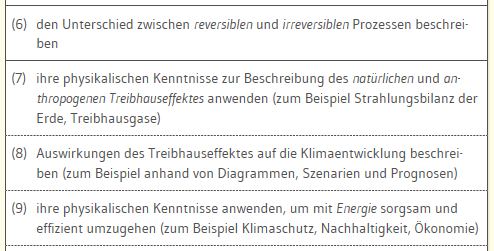 (6) den Unterschied zwischen reversiblen und irreversiblen Prozessen beschrei-
ben
(7) ihre physikalischen Kenntnisse zur Beschreibung des natürlichen und an-
thropogenen Treibhauseffektes anwenden (zum Beispiel Strahlungsbilanz der
Erde, Treibhausgase)
(8) Auswirkungen des Treibhauseffektes auf die Klimaentwicklung beschrei-
ben (zum Beispiel anhand von Diagrammen, Szenarien und Prognosen)
(9) ihre physikalischen Kenntnisse anwenden, um mit Energie sorgsam und
effizient umzugehen (zum Beispiel Klimaschutz, Nachhaltigkeit, Ökonomie)